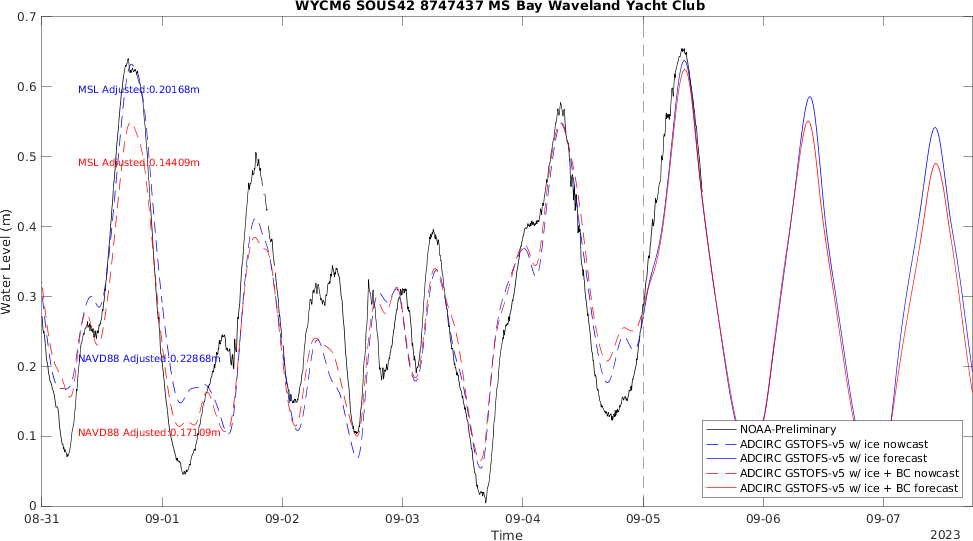 WYCM6 SOUS42 8747437 MS Bay Waveland Yacht Club
0.7
0.6
0.5
0.4
0.3
0.2
0.1
0
Water Level (m)
MSL Adjusted:0.20168m
MSL Adjusted:0.14409m
NAVD88 Adjusted:0.22868m
NAVD88 Adjusted:0.17109m
NOAA-Preliminary
ADCIRC GSTOFS-v5 w/ ice nowcast
ADCIRC GSTOFS-v5 w/ ice forecast
ADCIRC GSTOFS-v5 w/ ice + BC nowcast
ADCIRC GSTOFS-v5 w/ ice + BC forecast
08-31 09-01 09-02 09-03 09-04 09-05 09-06 09-07
Time
2023